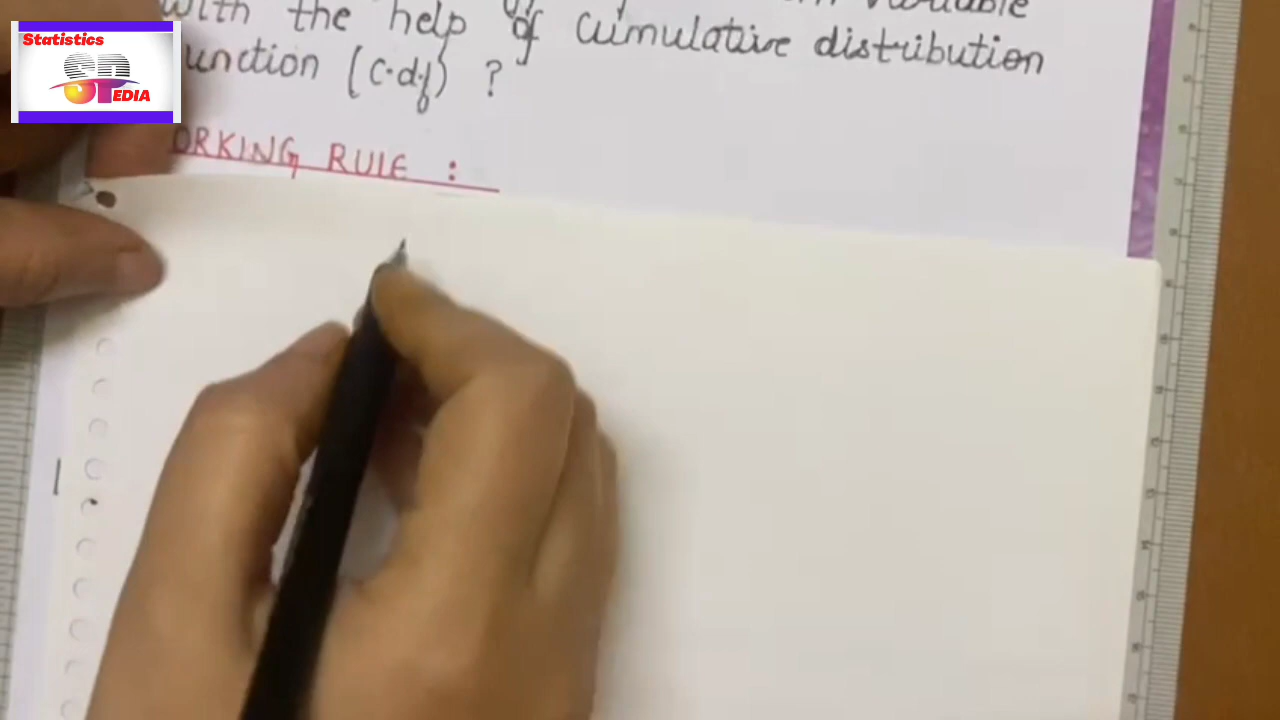 with the help of cumulative distribution
unction (c.d.f) ?
ORKING RULE :
Statistics
EDIA